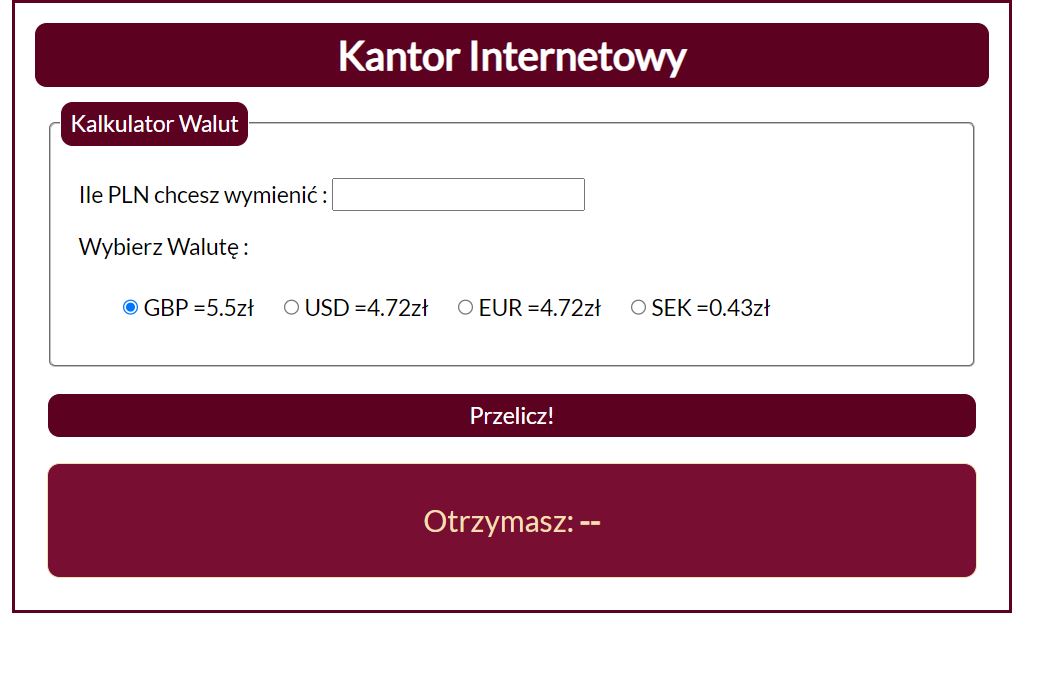 Kantor Internetowy
Kalkulator Walut
Ile PLN chcesz wymienić :
Wybierz Walutę :
GBP =5.5zł USD =4.72zł EUR =4.72zł SEK =0.43zł
Przelicz!
Otrzymasz: --